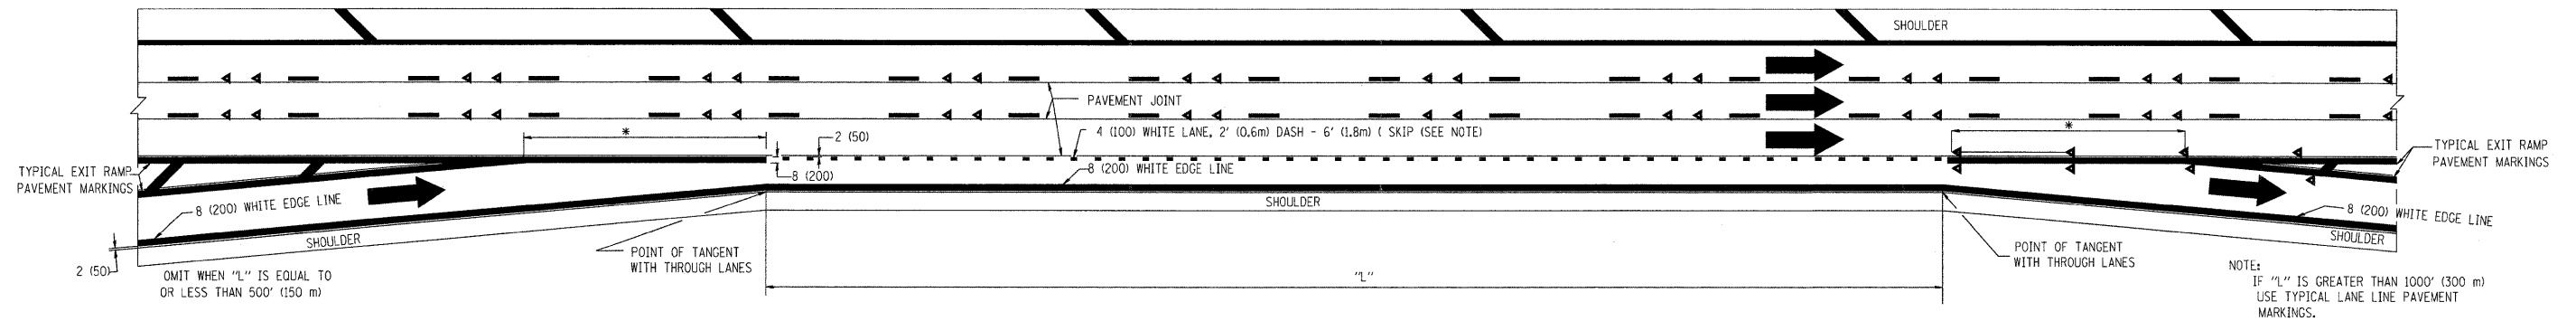 SHOULDER
PAVEMENT JOINT
*
2 (50)
4 (100) WHITE LANE, 2' (0.6m) DASH - 6' (1.8m) ( SKIP (SEE NOTE)
*
TYPICAL EXIT RAMP
PAVEMENT MARKINGS
TYPICAL EXIT RAMP
PAVEMENT MARKINGS
8 (200)
8 (200) WHITE EDGE LINE
8 (200) WHITE EDGE LINE
SHOULDER
8 (200) WHITE EDGE LINE
SHOULDER
SHOULDER
2 (50)
POINT OF TANGENT
WITH THROUGH LANES
POINT OF TANGENT
WITH THROUGH LANES
"L"
OMIT WHEN "L" IS EQUAL TO
OR LESS THAN 500' (150 m)
NOTE:
IF "L" IS GREATER THAN 1000' (300 m)
USE TYPICAL LANE LINE PAVEMENT
MARKINGS.